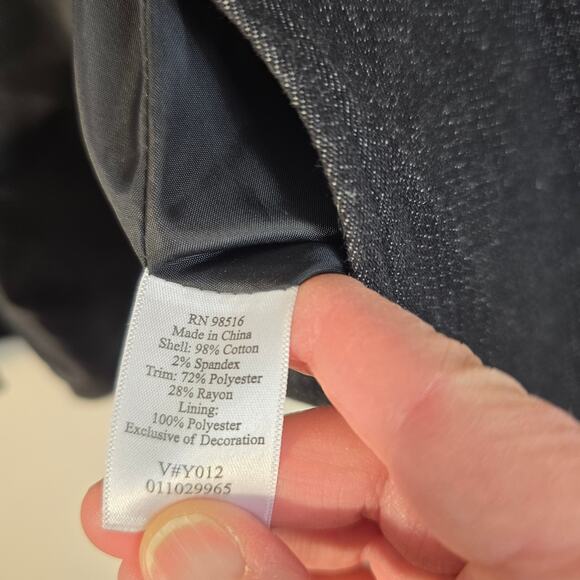 RN 98516
Made in China
Shell: 98% Cotton
2% Spandex
Trim: 72% Polyester
28% Rayon
Lining:
100% Polyester
Exclusive of Decoration
V#Y012
011029965